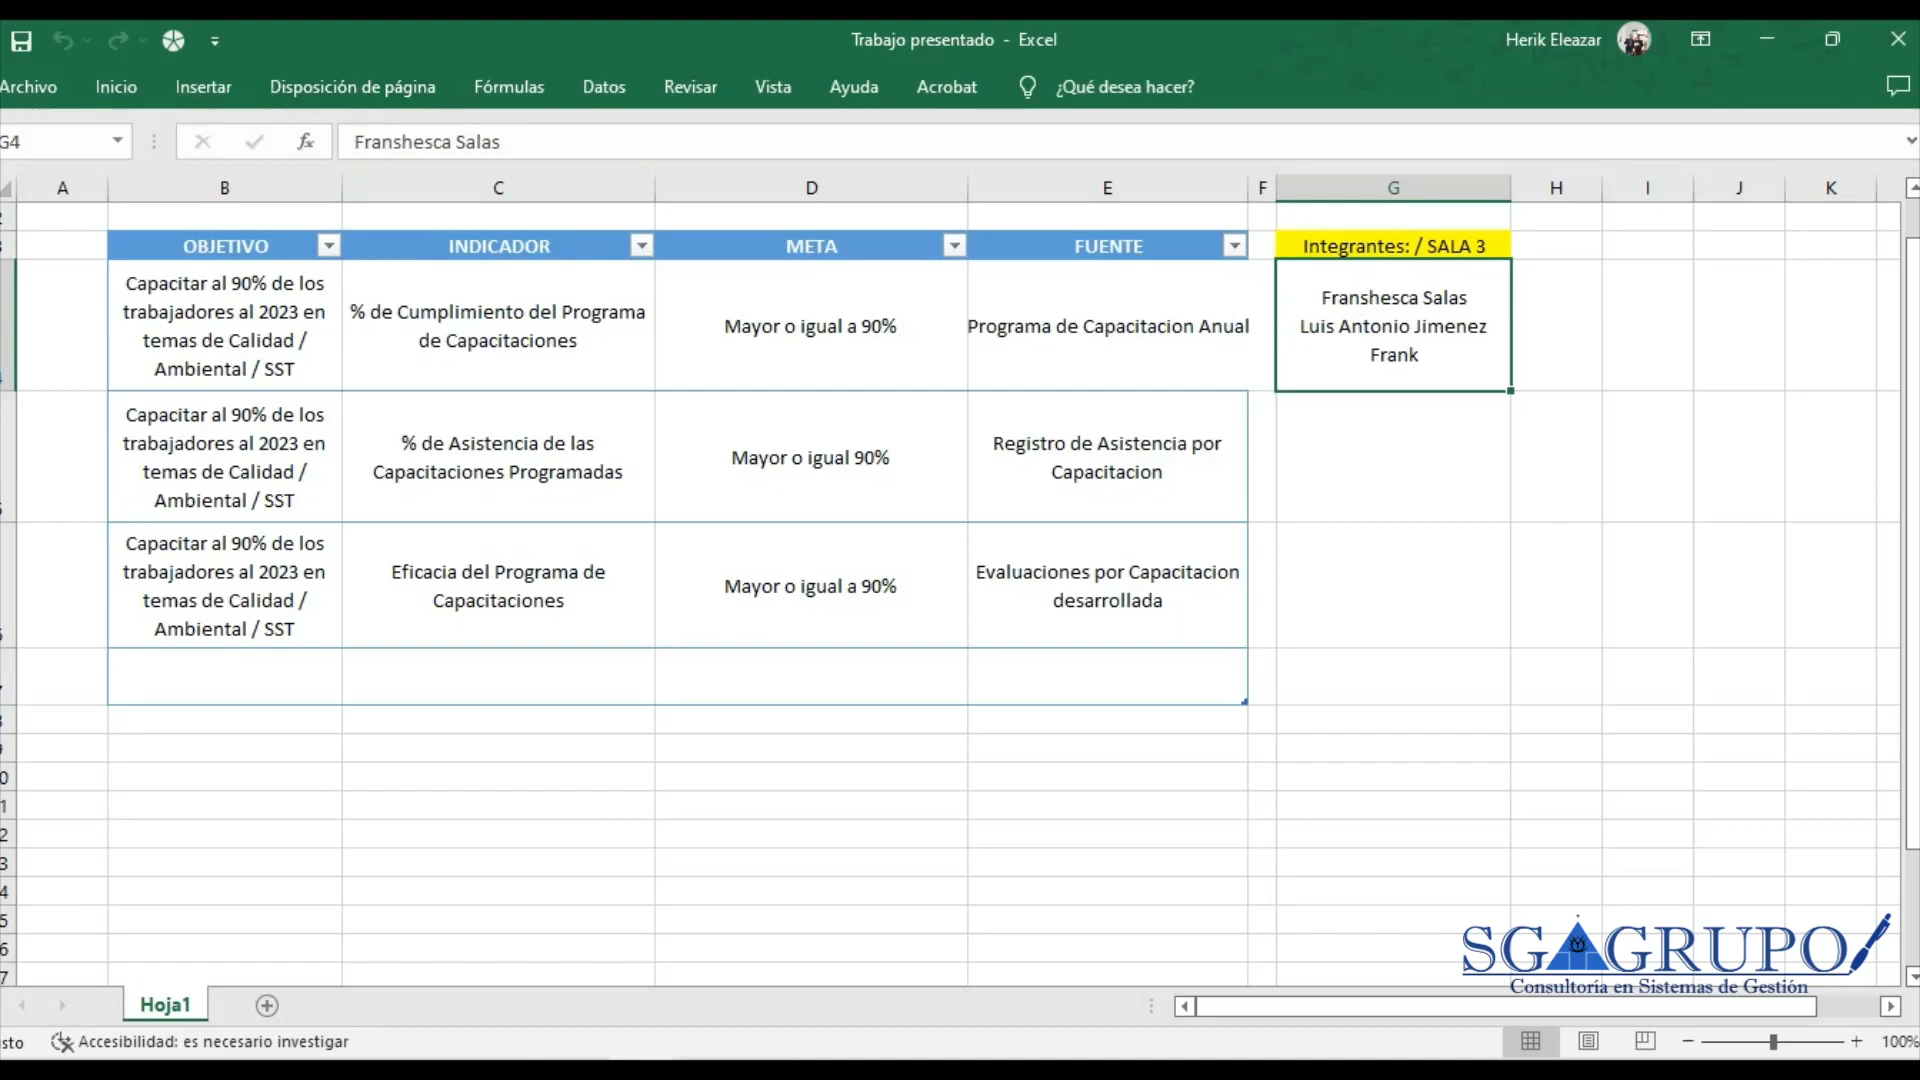 Trabajo presentado - Excel
Herik Eleazar
Archivo Inicio Insertar Disposición de página Fórmulas Datos Revisar Vista Ayuda Acrobat ¿Qué desea hacer?
G4
fx
Franshesca Salas
A B C D E F G H I J K
OBJETIVO INDICADOR META FUENTE
Integrantes: / SALA 3
Capacitar al 90% de los
trabajadores al 2023 en
temas de Calidad /
Ambiental / SST
% de Cumplimiento del Programa
de Capacitaciones
Mayor o igual a 90%
Programa de Capacitacion Anual
Franshesca Salas
Luis Antonio Jimenez
Frank
Capacitar al 90% de los
trabajadores al 2023 en
temas de Calidad /
Ambiental / SST
% de Asistencia de las
Capacitaciones Programadas
Mayor o igual 90%
Registro de Asistencia por
Capacitacion
Capacitar al 90% de los
trabajadores al 2023 en
temas de Calidad /
Ambiental / SST
Eficacia del Programa de
Capacitaciones
Mayor o igual a 90%
Evaluaciones por Capacitacion
desarrollada
SGAGRUPO
Consultoría en Sistemas de Gestión
Hoja1
Accesibilidad: es necesario investigar
100%